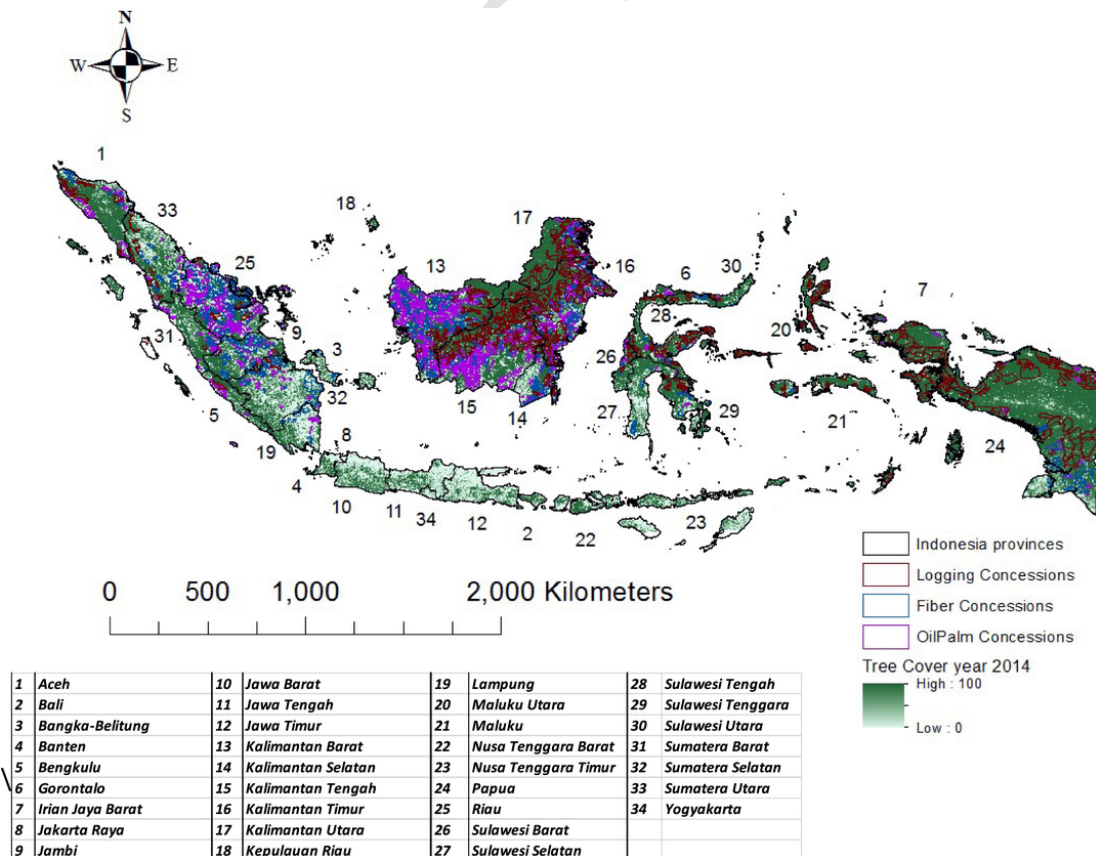 N
W E
S
1
33
18
17
25
13
16
6
30
7
28
9
31
3
20
26
32
5
15
14
27
29
21
19
8
24
4
10
11
34
12
2
22
23
Indonesia provinces
Logging Concessions
Fiber Concessions
OilPalm Concessions
Tree Cover year 2014
High : 100
Low : 0
0 500 1,000 2,000 Kilometers
1 Aceh 10 Jawa Barat 19 Lampung 28 Sulawesi Tengah
2 Bali 11 Jawa Tengah 20 Maluku Utara 29 Sulawesi Tenggara
3 Bangka-Belitung 12 Jawa Timur 21 Maluku 30 Sulawesi Utara
4 Banten 13 Kalimantan Barat 22 Nusa Tenggara Barat 31 Sumatera Barat
5 Bengkulu 14 Kalimantan Selatan 23 Nusa Tenggara Timur 32 Sumatera Selatan
6 Gorontalo 15 Kalimantan Tengah 24 Papua 33 Sumatera Utara
7 Irian Jaya Barat 16 Kalimantan Timur 25 Riau 34 Yogyakarta
8 Jakarta Raya 17 Kalimantan Utara 26 Sulawesi Barat
9 Jambi 18 Kepulauan Riau 27 Sulawesi Selatan